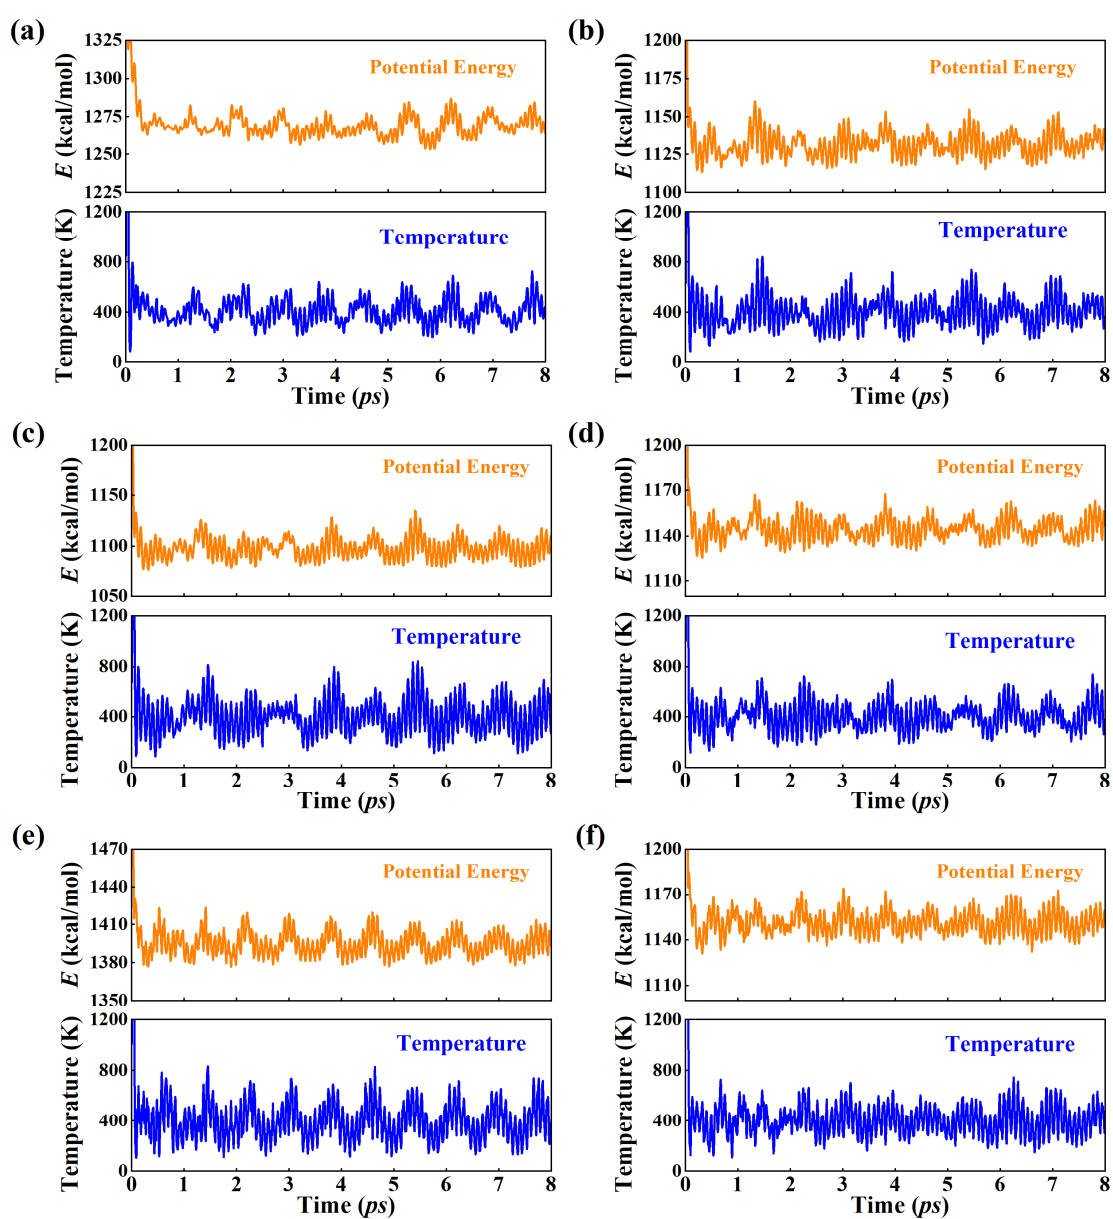 (a)
1325
1300
1275
1250
1225
E (kcal/mol)
Potential Energy
1200
800
400
0
Temperature (K)
Temperature
0 1 2 3 4 5 6 7 8
Time (ps)
(b)
1200
1175
1150
1125
1100
E (kcal/mol)
Potential Energy
1200
800
400
0
Temperature (K)
Temperature
0 1 2 3 4 5 6 7 8
Time (ps)
(c)
1200
1150
1100
1050
E (kcal/mol)
Potential Energy
1200
800
400
0
Temperature (K)
Temperature
0 1 2 3 4 5 6 7 8
Time (ps)
(d)
1200
1170
1140
1110
E (kcal/mol)
Potential Energy
1200
800
400
0
Temperature (K)
Temperature
0 1 2 3 4 5 6 7 8
Time (ps)
(e)
1470
1440
1410
1380
1350
E (kcal/mol)
Potential Energy
1200
800
400
0
Temperature (K)
Temperature
0 1 2 3 4 5 6 7 8
Time (ps)
(f)
1200
1170
1140
1110
E (kcal/mol)
Potential Energy
1200
800
400
0
Temperature (K)
Temperature
0 1 2 3 4 5 6 7 8
Time (ps)